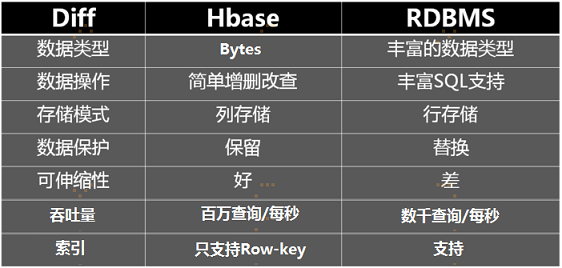 Diff Hbase RDBMS
数据类型 Bytes 丰富的数据类型
数据操作 简单增删改查 丰富SQL支持
存储模式 列存储 行存储
数据保护 保留 替换
可伸缩性 好 差
吞吐量 百万查询/每秒 数千查询/每秒
索引 只支持Row-key 支持